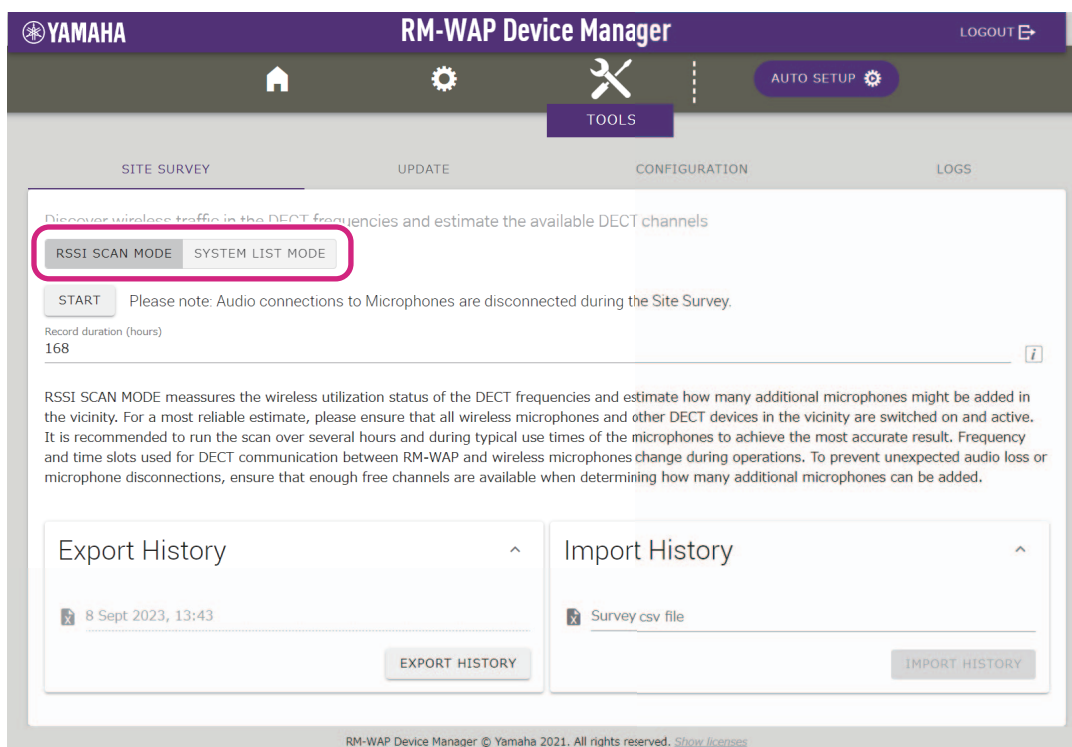 YAMAHA
RM-WAP Device Manager
LOGOUT
AUTO SETUP
TOOLS
SITE SURVEY
UPDATE
CONFIGURATION
LOGS
Discover wireless traffic in the DECT frequencies and estimate the available DECT channels
RSSI SCAN MODE
SYSTEM LIST MODE
START
Please note: Audio connections to Microphones are disconnected during the Site Survey.
Record duration (hours)
168
i
RSSI SCAN MODE meassures the wireless utilization status of the DECT frequencies and estimate how many additional microphones might be added in
the vicinity. For a most reliable estimate, please ensure that all wireless microphones and other DECT devices in the vicinity are switched on and active.
It is recommended to run the scan over several hours and during typical use times of the microphones to achieve the most accurate result. Frequency
and time slots used for DECT communication between RM-WAP and wireless microphones change during operations. To prevent unexpected audio loss or
microphone disconnections, ensure that enough free channels are available when determining how many additional microphones can be added.
Export History
8 Sept 2023, 13:43
EXPORT HISTORY
Import History
Survey csv file
IMPORT HISTORY
RM-WAP Device Manager © Yamaha 2021. All rights reserved. Show licenses